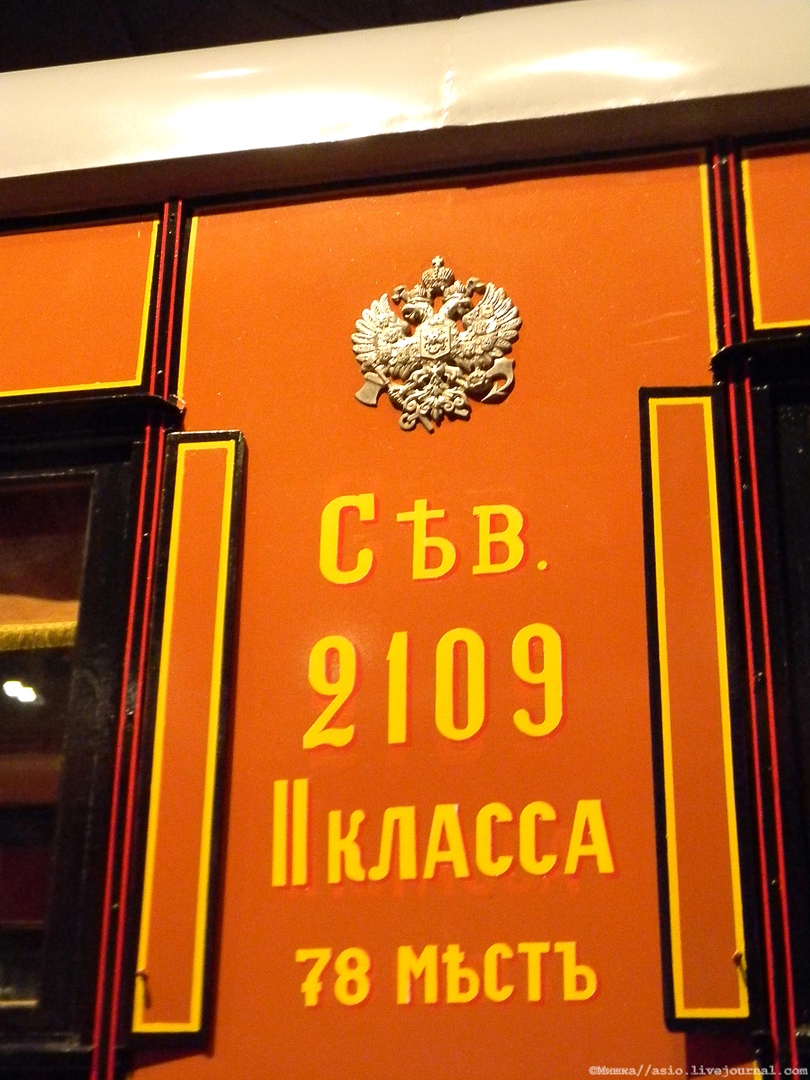 Сѣв.
2109
II КЛАССА
78 МѢСТЪ
©Мишка//asio.livejournal.com